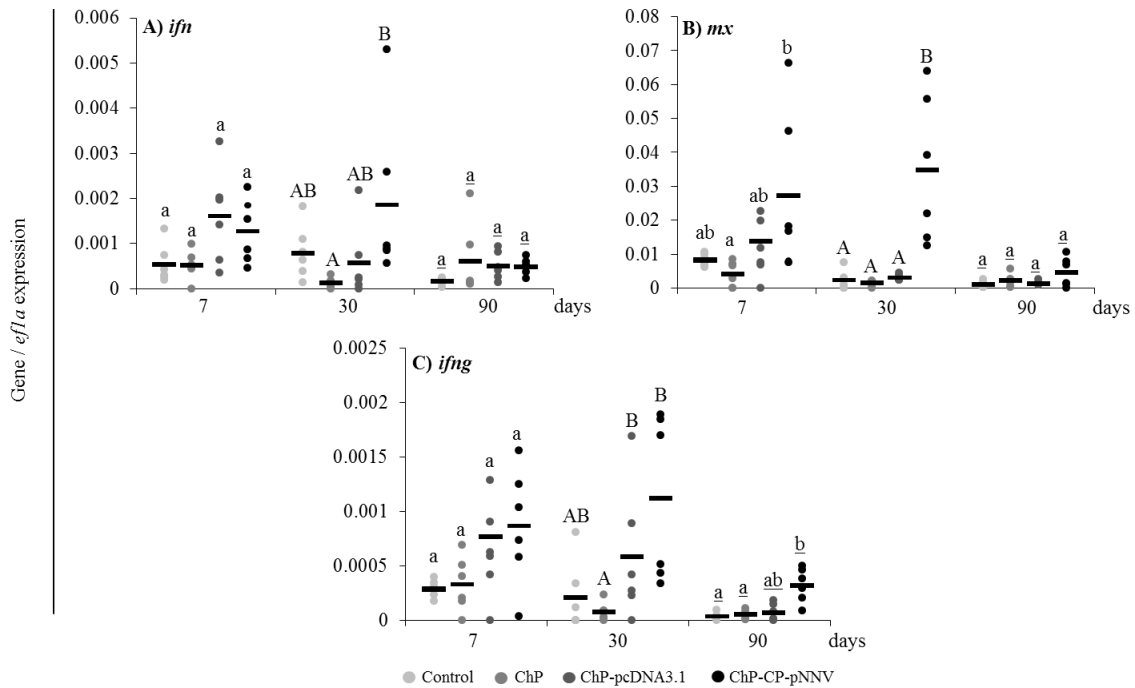 Gene / ef1a expression
A) ifn
0.006
0.005
0.004
0.003
0.002
0.001
0
a
a
a
a
AB
A
AB
B
a
a
a
a
7
30
90
days
B) mx
0.08
0.07
0.06
0.05
0.04
0.03
0.02
0.01
0
ab
a
ab
b
A
A
A
B
a
a
a
a
7
30
90
days
C) ifng
0.0025
0.002
0.0015
0.001
0.0005
0
a
a
a
a
AB
A
B
B
a
a
ab
b
7
30
90
days
Control
ChP
ChP-pcDNA3.1
ChP-CP-pNNV